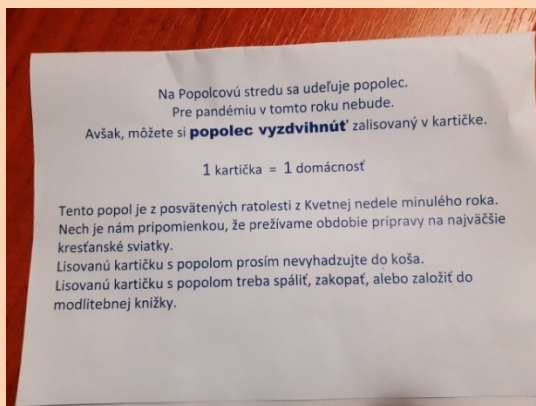 Na Popolcovú stredu sa udeľuje popolec.
Pre pandémiu v tomto roku nebude.
Avšak, môžete si popolec vyzdvihnúť zalisovaný v kartičke.
1 kartička = 1 domácnosť
Tento popol je z posvätených ratolesti z Kvetnej nedele minulého roka.
Nech je nám pripomienkou, že prežívame obdobie prípravy na najväčšie
kresťanské sviatky.
Lisovanú kartičku s popolom prosím nevyhadzujte do koša.
Lisovanú kartičku s popolom treba spáliť, zakopať, alebo založiť do
modlitebnej knižky.